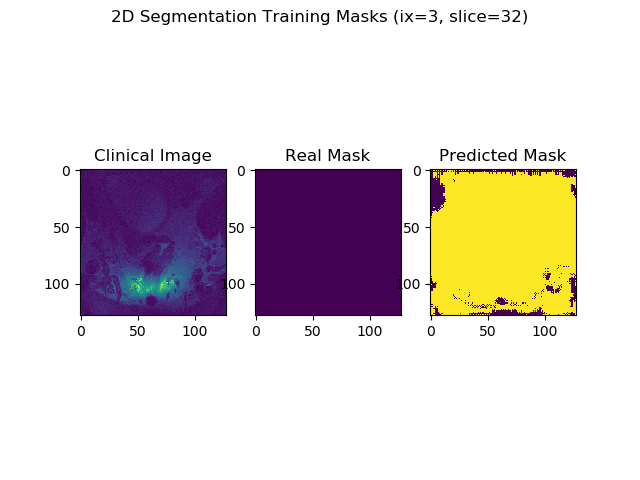 2D Segmentation Training Masks (ix=3, slice=32)
Clinical Image Real Mask Predicted Mask
0 0 0
50 50 50
100 100 100
0 50 100 0 50 100 0 50 100